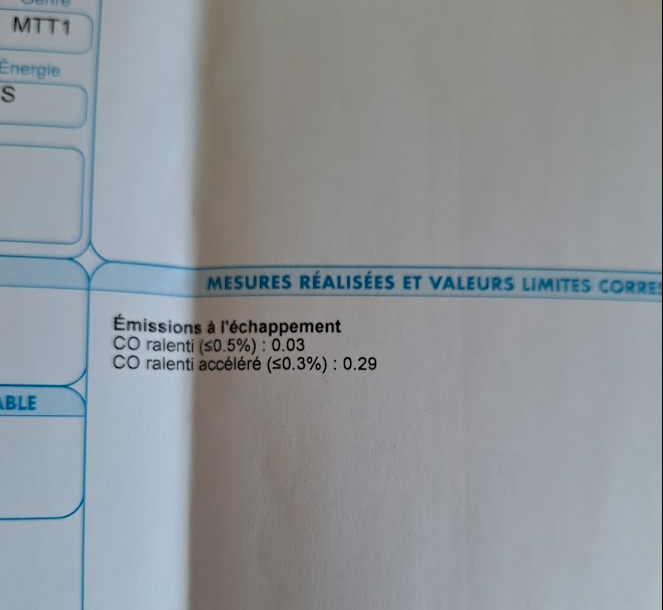 Genre
MTT1
Énergie
S
MESURES RÉALISÉES ET VALEURS LIMITES CORRES
Émissions à l'échappement
CO ralenti (≤0.5%) : 0.03
CO ralenti accéléré (≤0.3%) : 0.29
ABLE